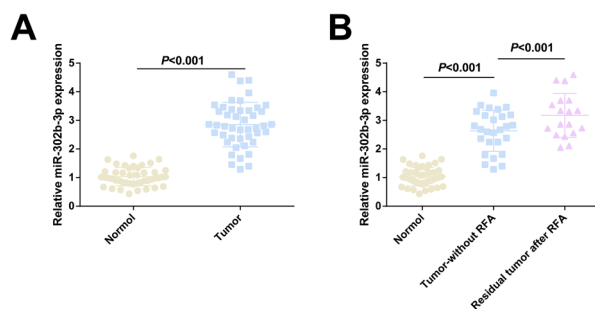 A
Relative miR-302b-3p expression
5
4
3
2
1
0
P<0.001
Normol
Tumor
B
Relative miR-302b-3p expression
5
4
3
2
1
0
P<0.001
P<0.001
Normol
Tumor-without RFA
Residual tumor after RFA